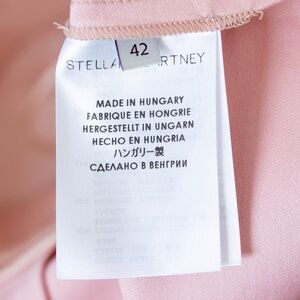 42
STELLA McCARTNEY
MADE IN HUNGARY
FABRIQUE EN HONGRIE
HERGESTELLT IN UNGARN
HECHO EN HUNGRIA
ハンガリー製
СДЕЛАНО В ВЕНГРИИ